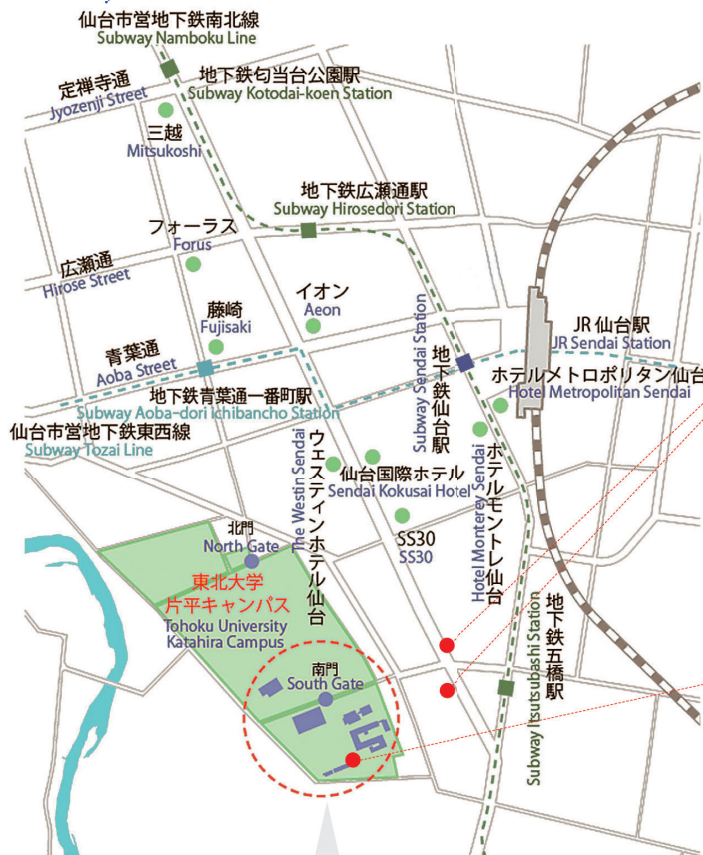 仙台市営地下鉄南北線
Subway Namboku Line
定禅寺通
Jyozenji Street
地下鉄匂当台公園駅
Subway Kotodai-koen Station
三越
Mitsukoshi
地下鉄広瀬通駅
Subway Hirosedori Station
フォーラス
Forus
広瀬通
Hirose Street
藤崎
Fujisaki
イオン
Aeon
青葉通
Aoba Street
Subway Sendai Station
地下鉄仙台駅
JR 仙台駅
JR Sendai Station
地下鉄青葉通一番町駅
Subway Aoba-dori Ichibancho Station
ホテルメトロポリタン仙台
Hotel Metropolitan Sendai
仙台市営地下鉄東西線
Subway Tozai Line
The Westin Sendai
ウェスティンホテル仙台
仙台国際ホテル
Sendai Kokusai Hotel
Hotel Monterey Sendai
ホテルモントレ仙台
SS30
SS30
北門
North Gate
東北大学
片平キャンパス
Tohoku University
Katahira Campus
南門
South Gate
Subway Itsutsubashi Station
地下鉄五橋駅